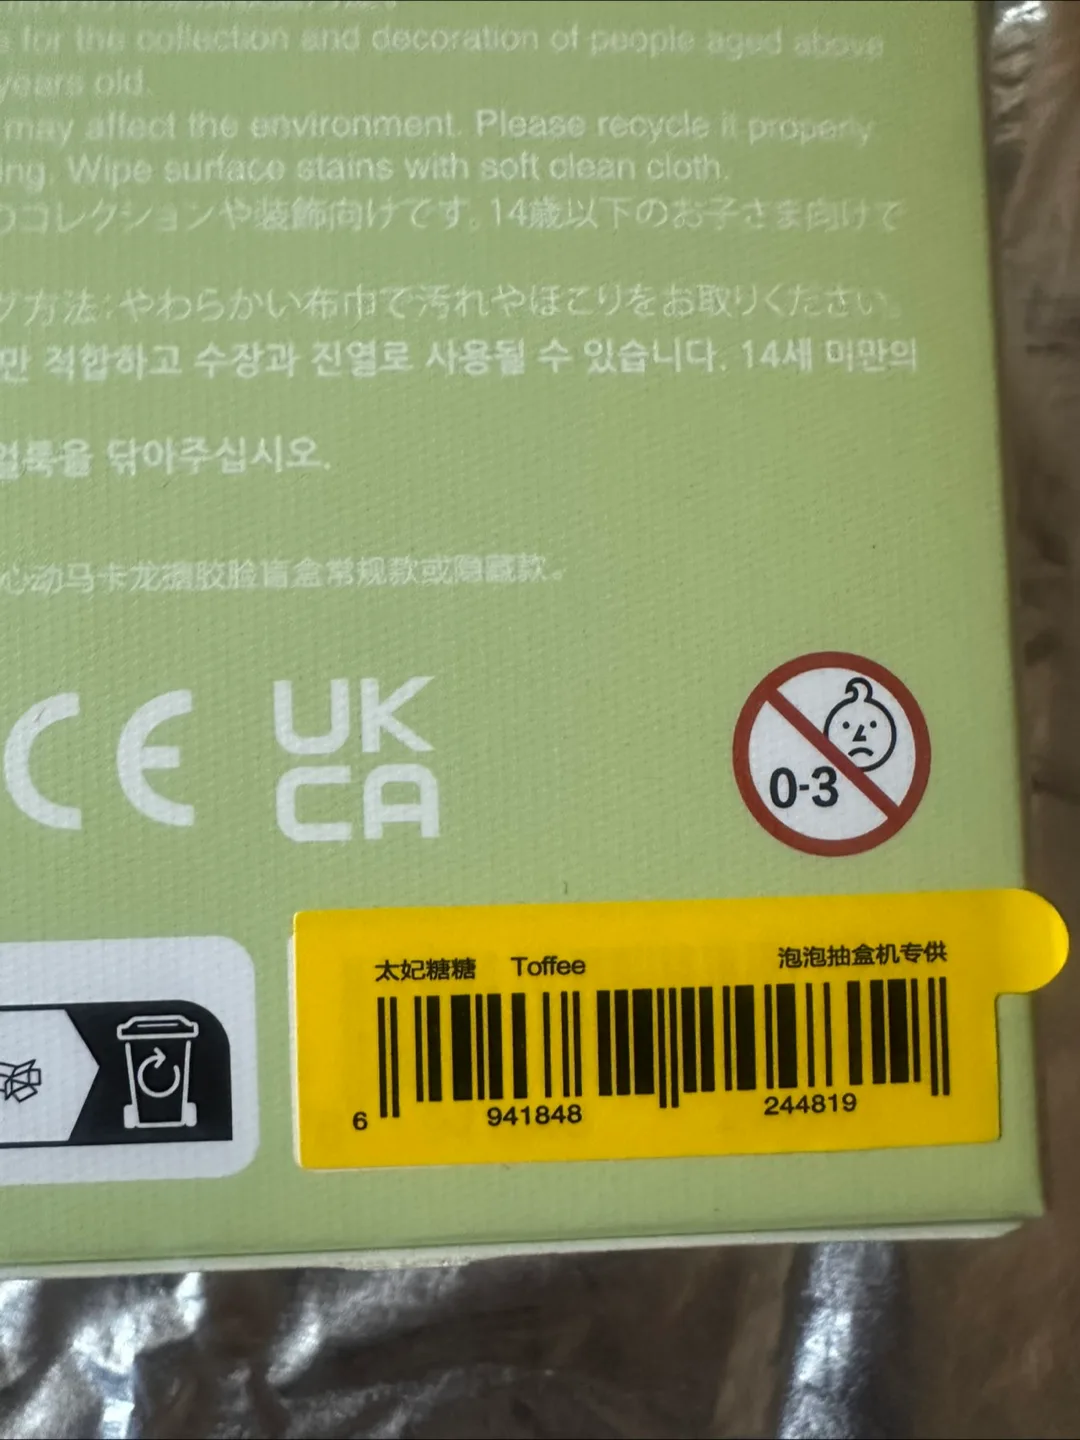 s for the collection and decoration of people aged above
years old.
may affect the environment. Please recycle it properly
ing. Wipe surface stains with soft clean cloth.
のコレクションや装飾向けです。14歳以下のお子さま向けで
グ方法：やわらかい布巾で汚れやほこりをお取りください。
만 적합하고 수장과 진열로 사용될 수 있습니다. 14세 미만의
얼룩을 닦아주십시오.
心动马卡龙搪胶脸盲盒常规款或隐藏款。
CE
UK
CA
0-3
太妃糖糖 Toffee 泡泡抽盒机专供
6 941848 244819